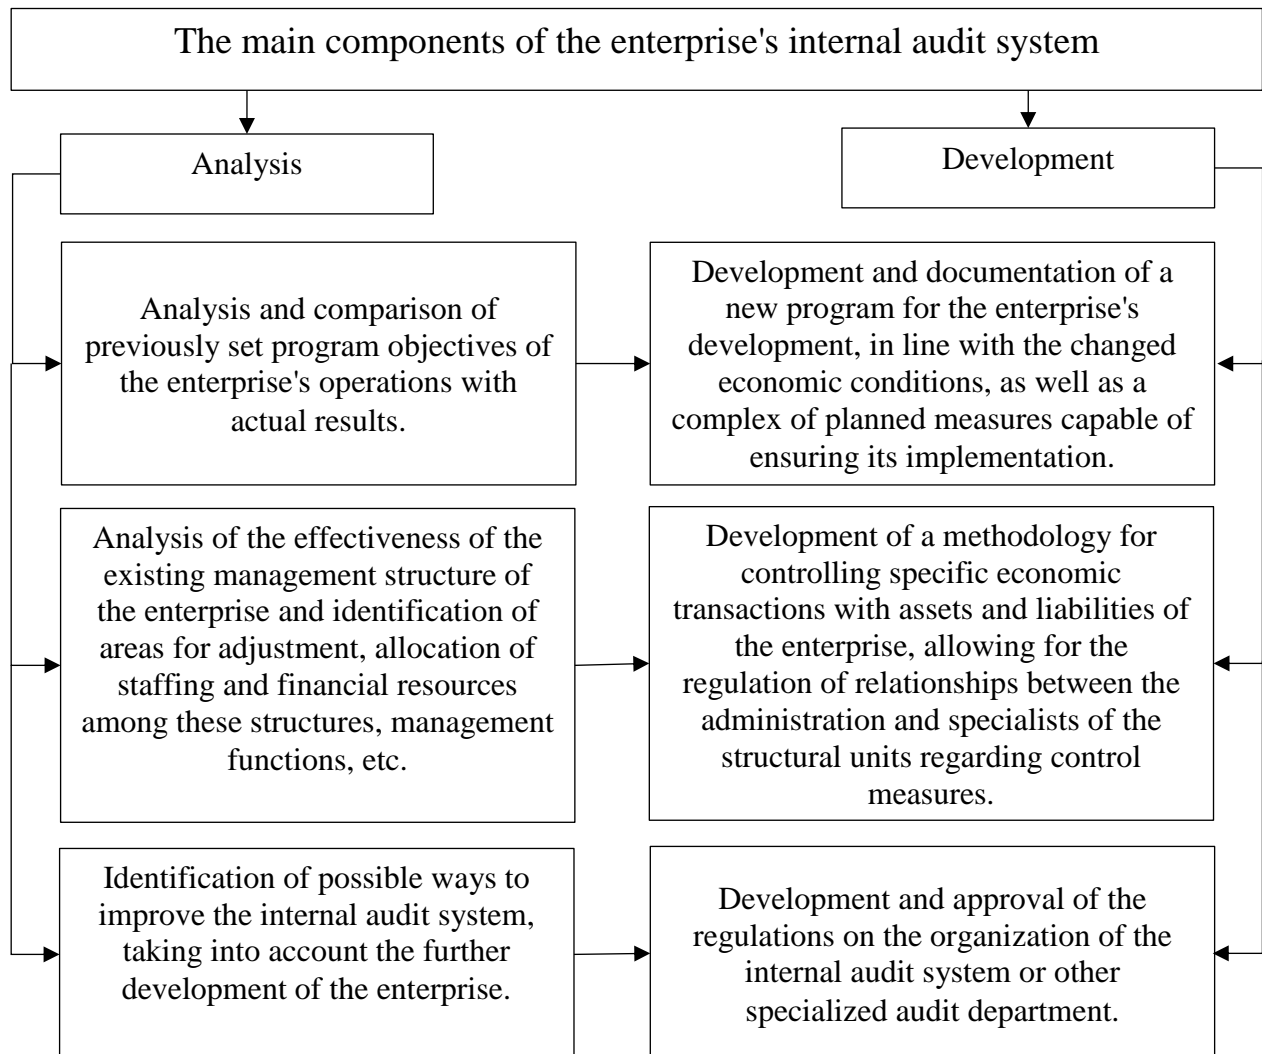 The main components of the enterprise's internal audit system
Analysis
Development
Analysis and comparison of
previously set program objectives of
the enterprise's operations with
actual results.
Development and documentation of a
new program for the enterprise's
development, in line with the changed
economic conditions, as well as a
complex of planned measures capable of
ensuring its implementation.
Analysis of the effectiveness of the
existing management structure of
the enterprise and identification of
areas for adjustment, allocation of
staffing and financial resources
among these structures, management
functions, etc.
Development of a methodology for
controlling specific economic
transactions with assets and liabilities of
the enterprise, allowing for the
regulation of relationships between the
administration and specialists of the
structural units regarding control
measures.
Identification of possible ways to
improve the internal audit system,
taking into account the further
development of the enterprise.
Development and approval of the
regulations on the organization of the
internal audit system or other
specialized audit department.